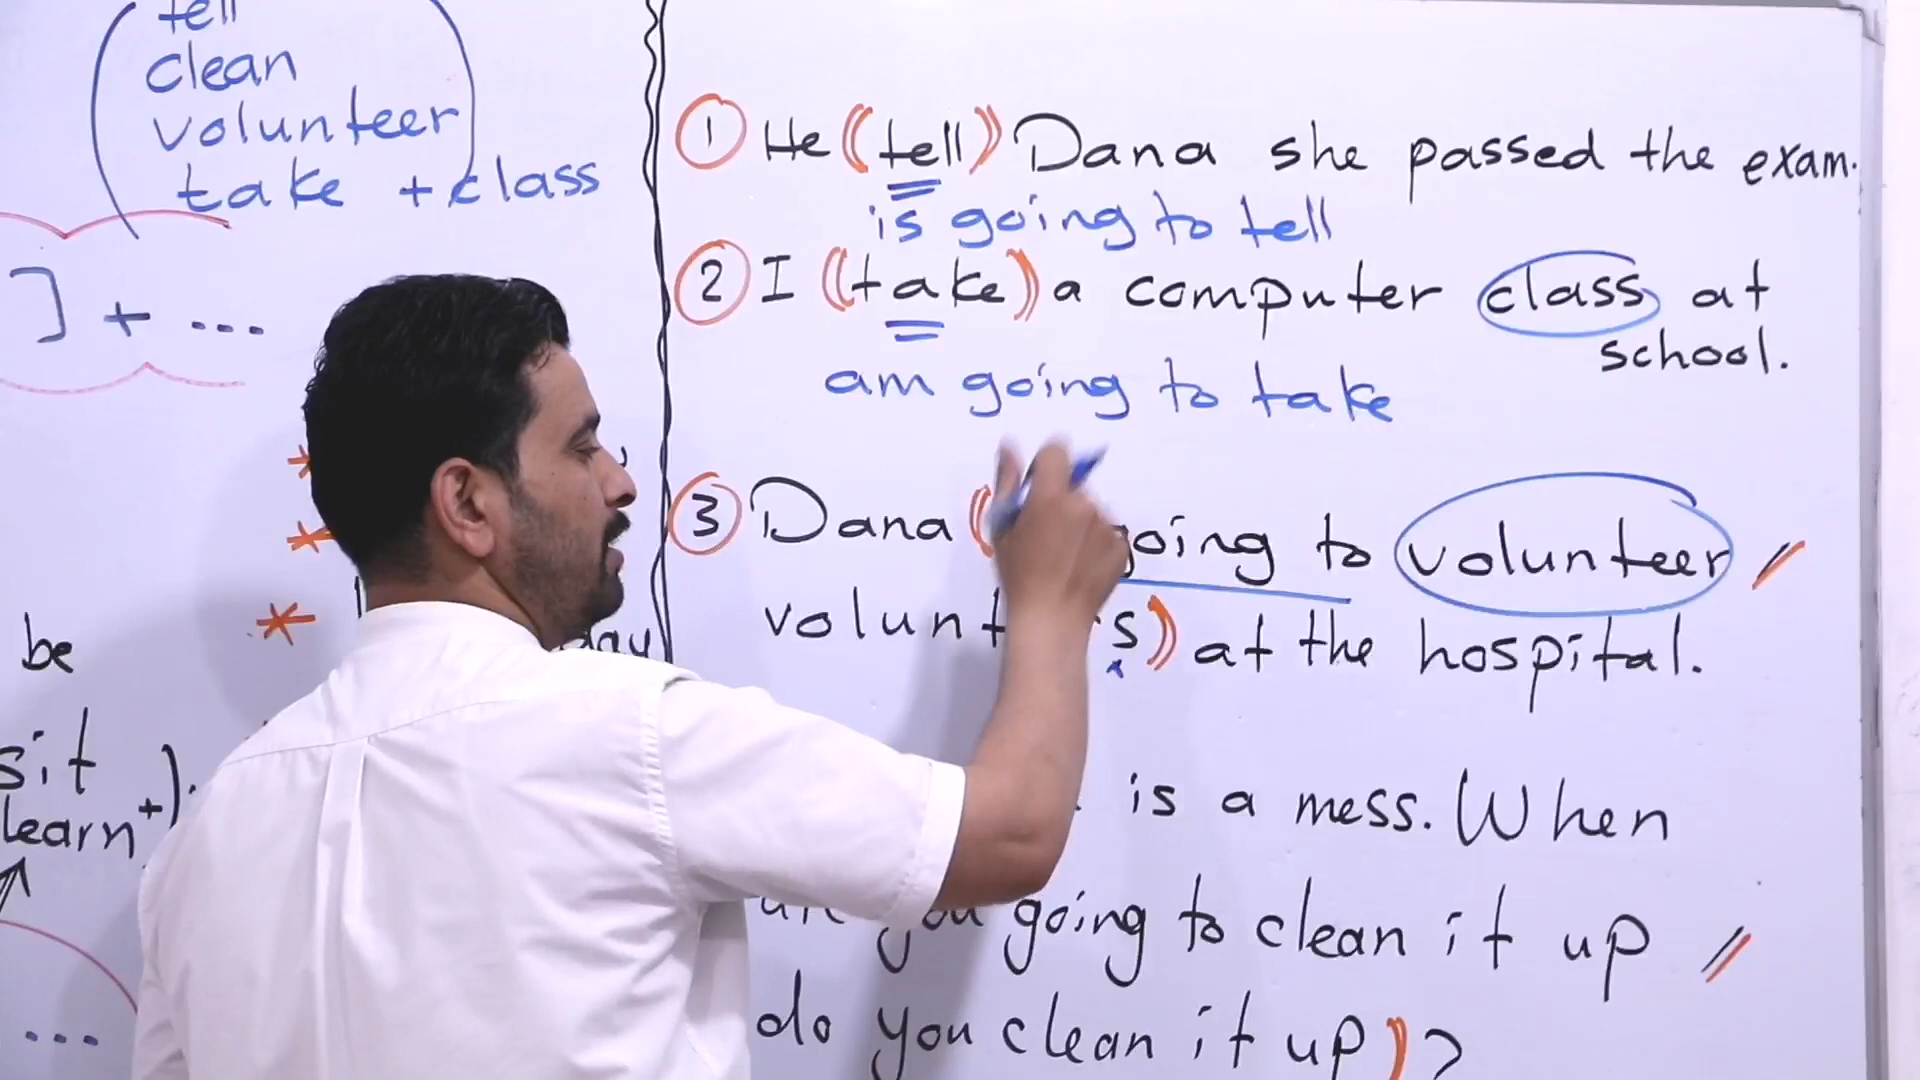 tell
clean
volunteer
take + class
] + ...
be
sit
learn+).
...
① He (tell) Dana she passed the exam.
is going to tell
② I (take) a computer class at
school.
am going to take
③ Dana ( going to volunteer /
at the hospital.
is a mess. When
you going to clean it up /
do you clean it up)?